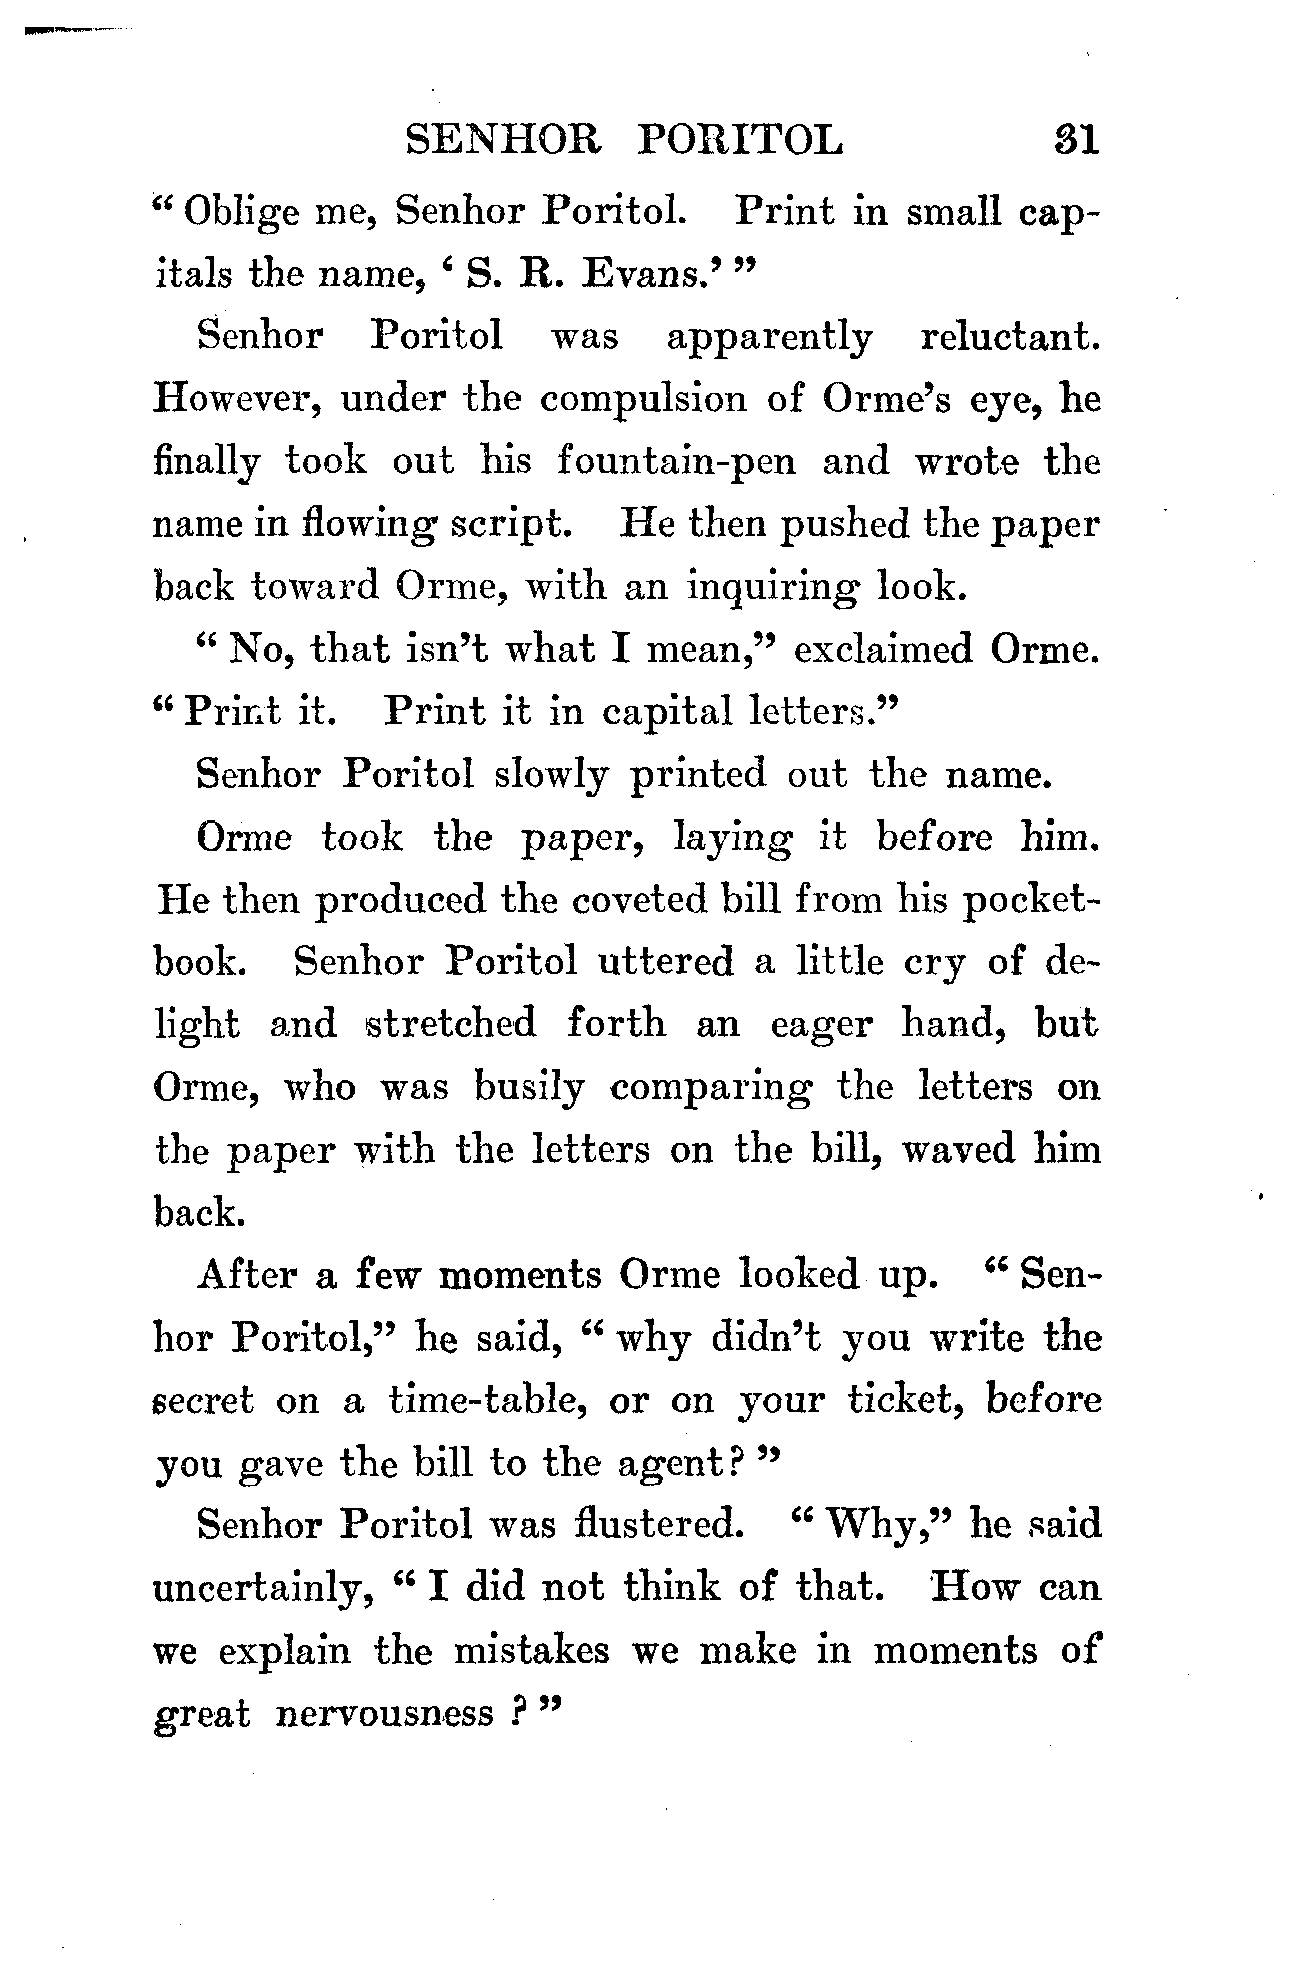 SENHOR PORITOL 31
“ Oblige me, Senhor Poritol. Print in small cap-
itals the name, ‘ S. R. Evans.’ ”
Senhor Poritol was apparently reluctant.
However, under the compulsion of Orme’s eye, he
finally took out his fountain-pen and wrote the
name in flowing script. He then pushed the paper
back toward Orme, with an inquiring look.
“ No, that isn’t what I mean,” exclaimed Orme.
“ Print it. Print it in capital letters.”
Senhor Poritol slowly printed out the name.
Orme took the paper, laying it before him.
He then produced the coveted bill from his pocket-
book. Senhor Poritol uttered a little cry of de-
light and stretched forth an eager hand, but
Orme, who was busily comparing the letters on
the paper with the letters on the bill, waved him
back.
After a few moments Orme looked up. “ Sen-
hor Poritol,” he said, “ why didn’t you write the
secret on a time-table, or on your ticket, before
you gave the bill to the agent? ”
Senhor Poritol was flustered. “ Why,” he said
uncertainly, “ I did not think of that. How can
we explain the mistakes we make in moments of
great nervousness ? ”